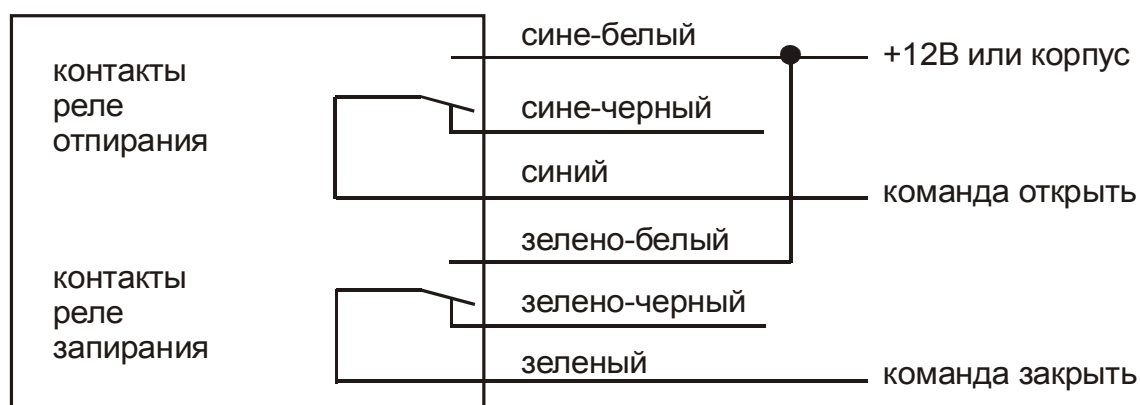 контакты
реле
отпирания
сине-белый
+12В или корпус
сине-черный
синий
команда открыть
контакты
реле
запирания
зелено-белый
зелено-черный
зеленый
команда закрыть